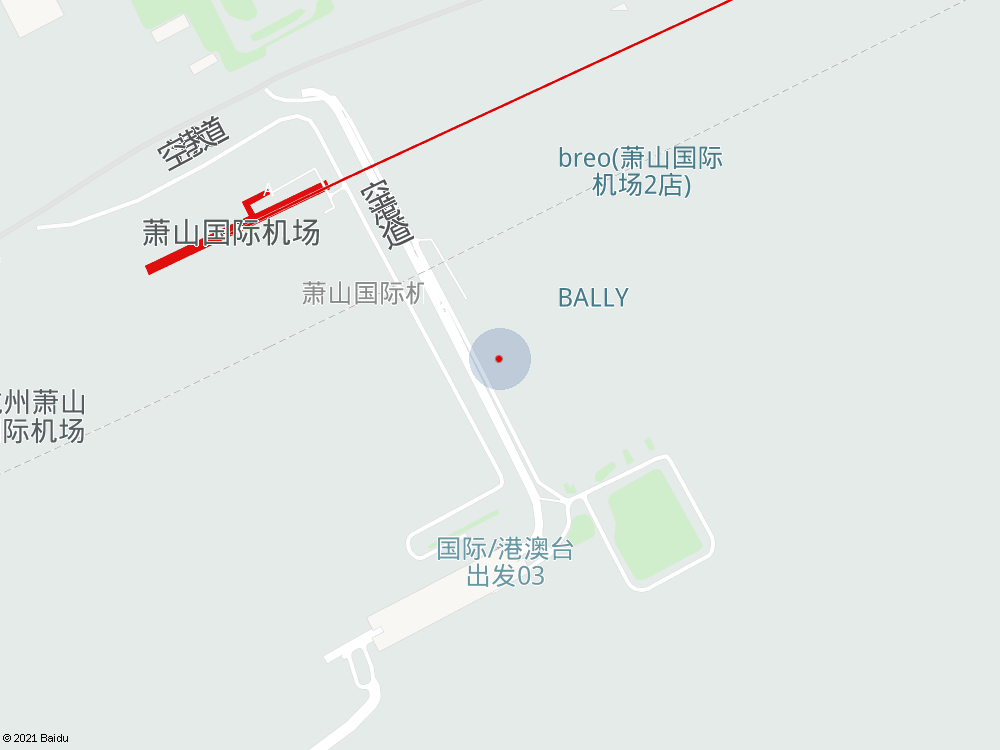 空港道
breo(萧山国际
机场2店)
空港道
萧山国际机场
萧山国际机
BALLY
州萧山
际机场
国际/港澳台
出发03
© 2021 Baidu